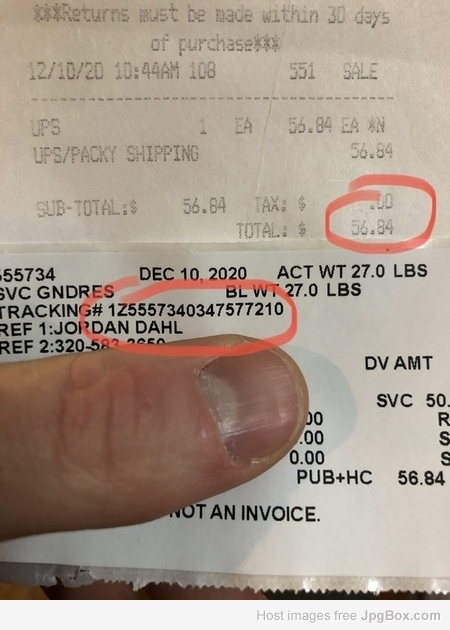 ***Returns must be made within 30 days
of purchase***
12/10/20 10:44AM 108 551 SALE
UPS 1 EA 56.84 EA *N
UPS/PACKY SHIPPING 56.84
SUB-TOTAL:$ 56.84 TAX: $ .00
TOTAL: $ 56.84
555734 DEC 10, 2020 ACT WT 27.0 LBS
SVC GNDRES BL WT 27.0 LBS
TRACKING# 1Z5557340347577210
REF 1:JORDAN DAHL
REF 2:320-583-
DV AMT
SVC 50.
00 R
.00 S
0.00 S
PUB+HC 56.84
NOT AN INVOICE.
Host images free JpgBox.com